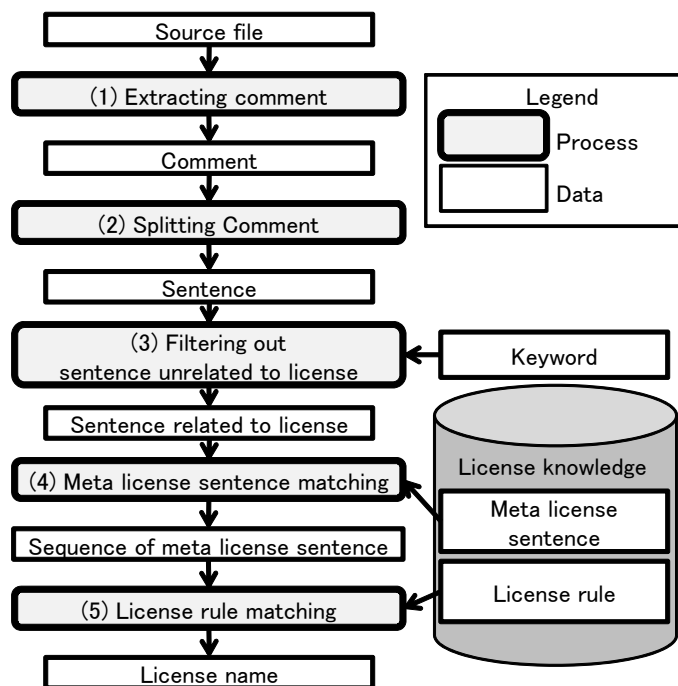 Source file
(1) Extracting comment
Comment
(2) Splitting Comment
Sentence
(3) Filtering out
sentence unrelated to license
Sentence related to license
(4) Meta license sentence matching
Sequence of meta license sentence
(5) License rule matching
License name
Legend
Process
Data
Keyword
License knowledge
Meta license
sentence
License rule